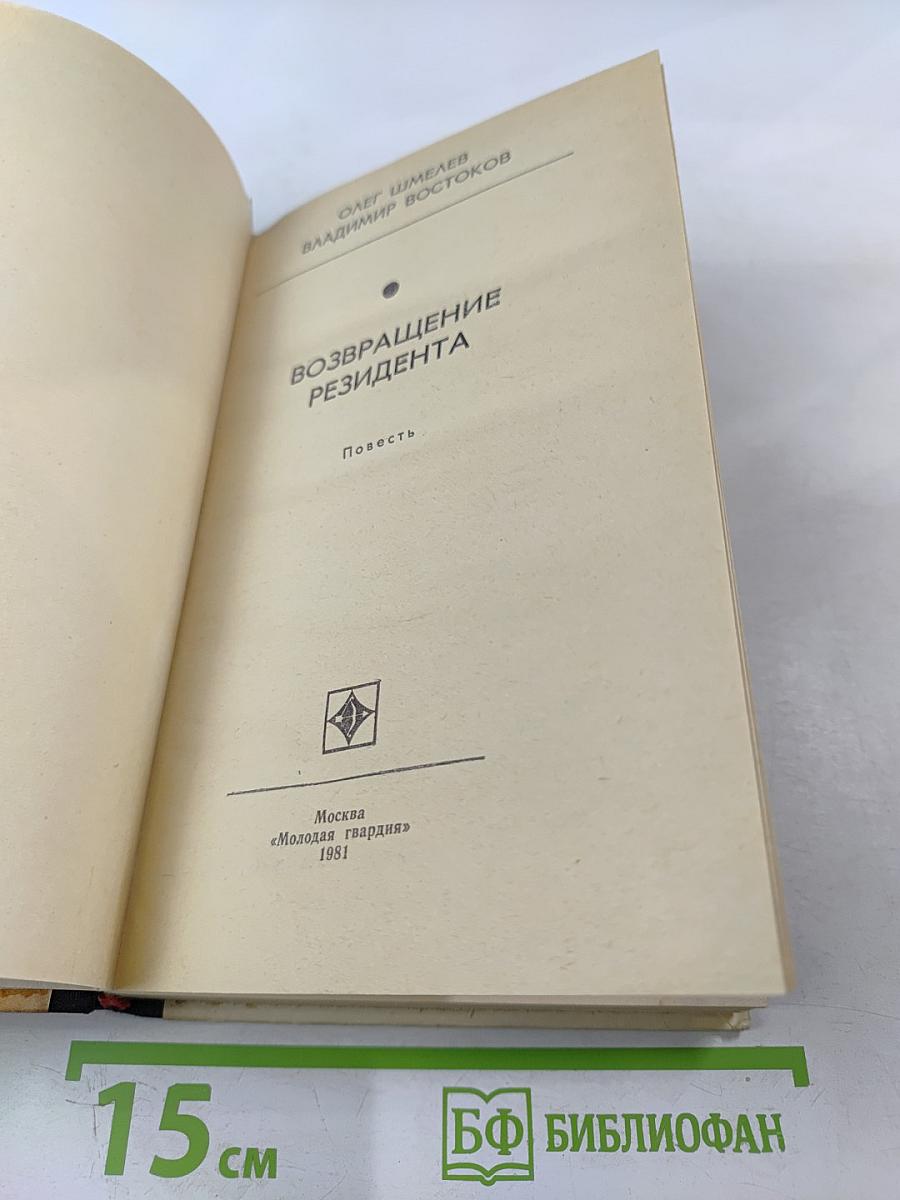 ОЛЕГ ШМЕЛЕВ
ВЛАДИМИР ВОСТОКОВ
ВОЗВРАЩЕНИЕ
РЕЗИДЕНТА
Повесть
Москва
«Молодая гвардия»
1981
15 см
БФ БИБЛИОФАН